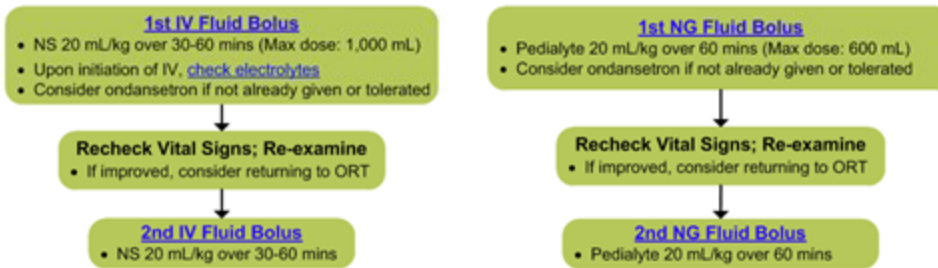 1st IV Fluid Bolus
• NS 20 mL/kg over 30-60 mins (Max dose: 1,000 mL)
• Upon initiation of IV, check electrolytes
• Consider ondansetron if not already given or tolerated
Recheck Vital Signs; Re-examine
• If improved, consider returning to ORT
2nd IV Fluid Bolus
• NS 20 mL/kg over 30-60 mins
1st NG Fluid Bolus
• Pedialyte 20 mL/kg over 60 mins (Max dose: 600 mL)
• Consider ondansetron if not already given or tolerated
Recheck Vital Signs; Re-examine
• If improved, consider returning to ORT
2nd NG Fluid Bolus
• Pedialyte 20 mL/kg over 60 mins